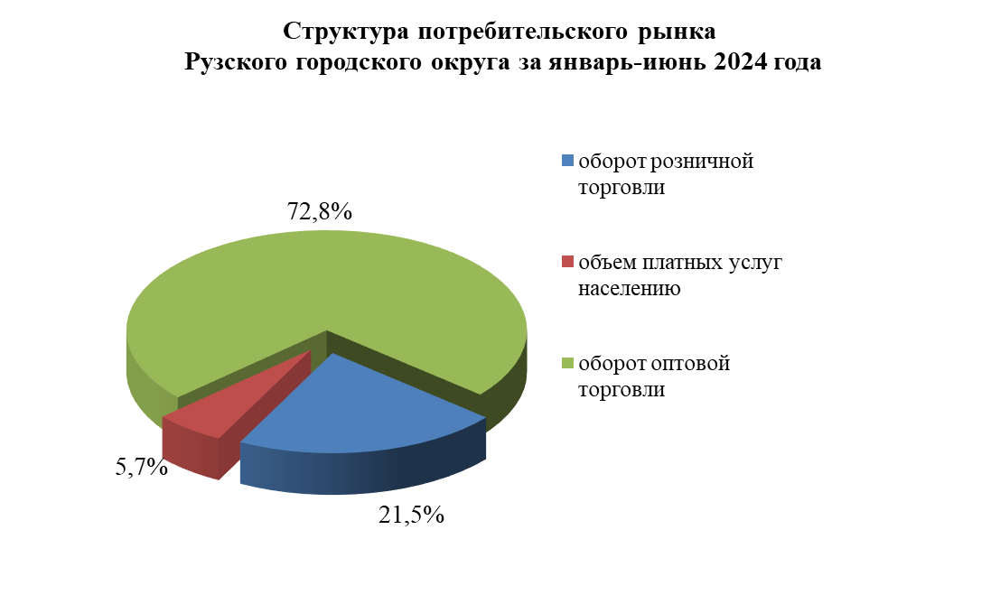 Структура потребительского рынка
Рузского городского округа за январь-июнь 2024 года
72,8%
5,7%
21,5%
оборот розничной
торговли
объем платных услуг
населению
оборот оптовой
торговли